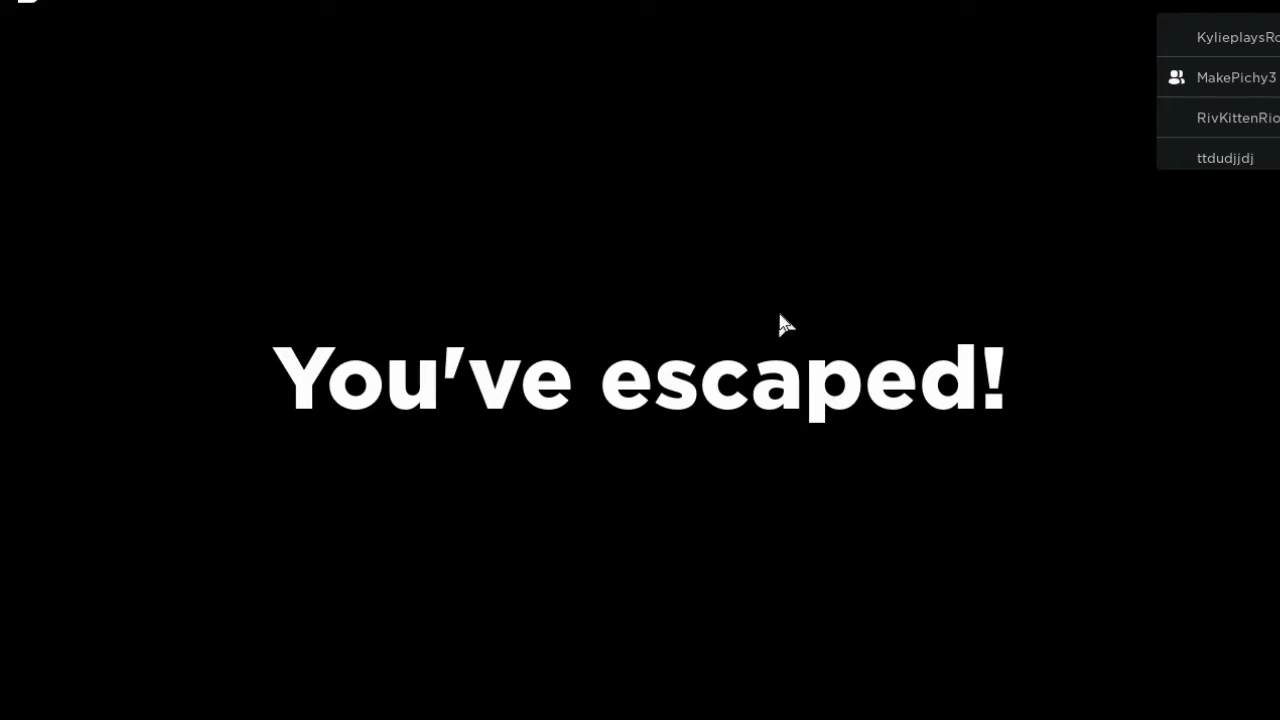 KylieplaysRo
MakePichy3
RivKittenRio
ttdudjjdj
You've escaped!